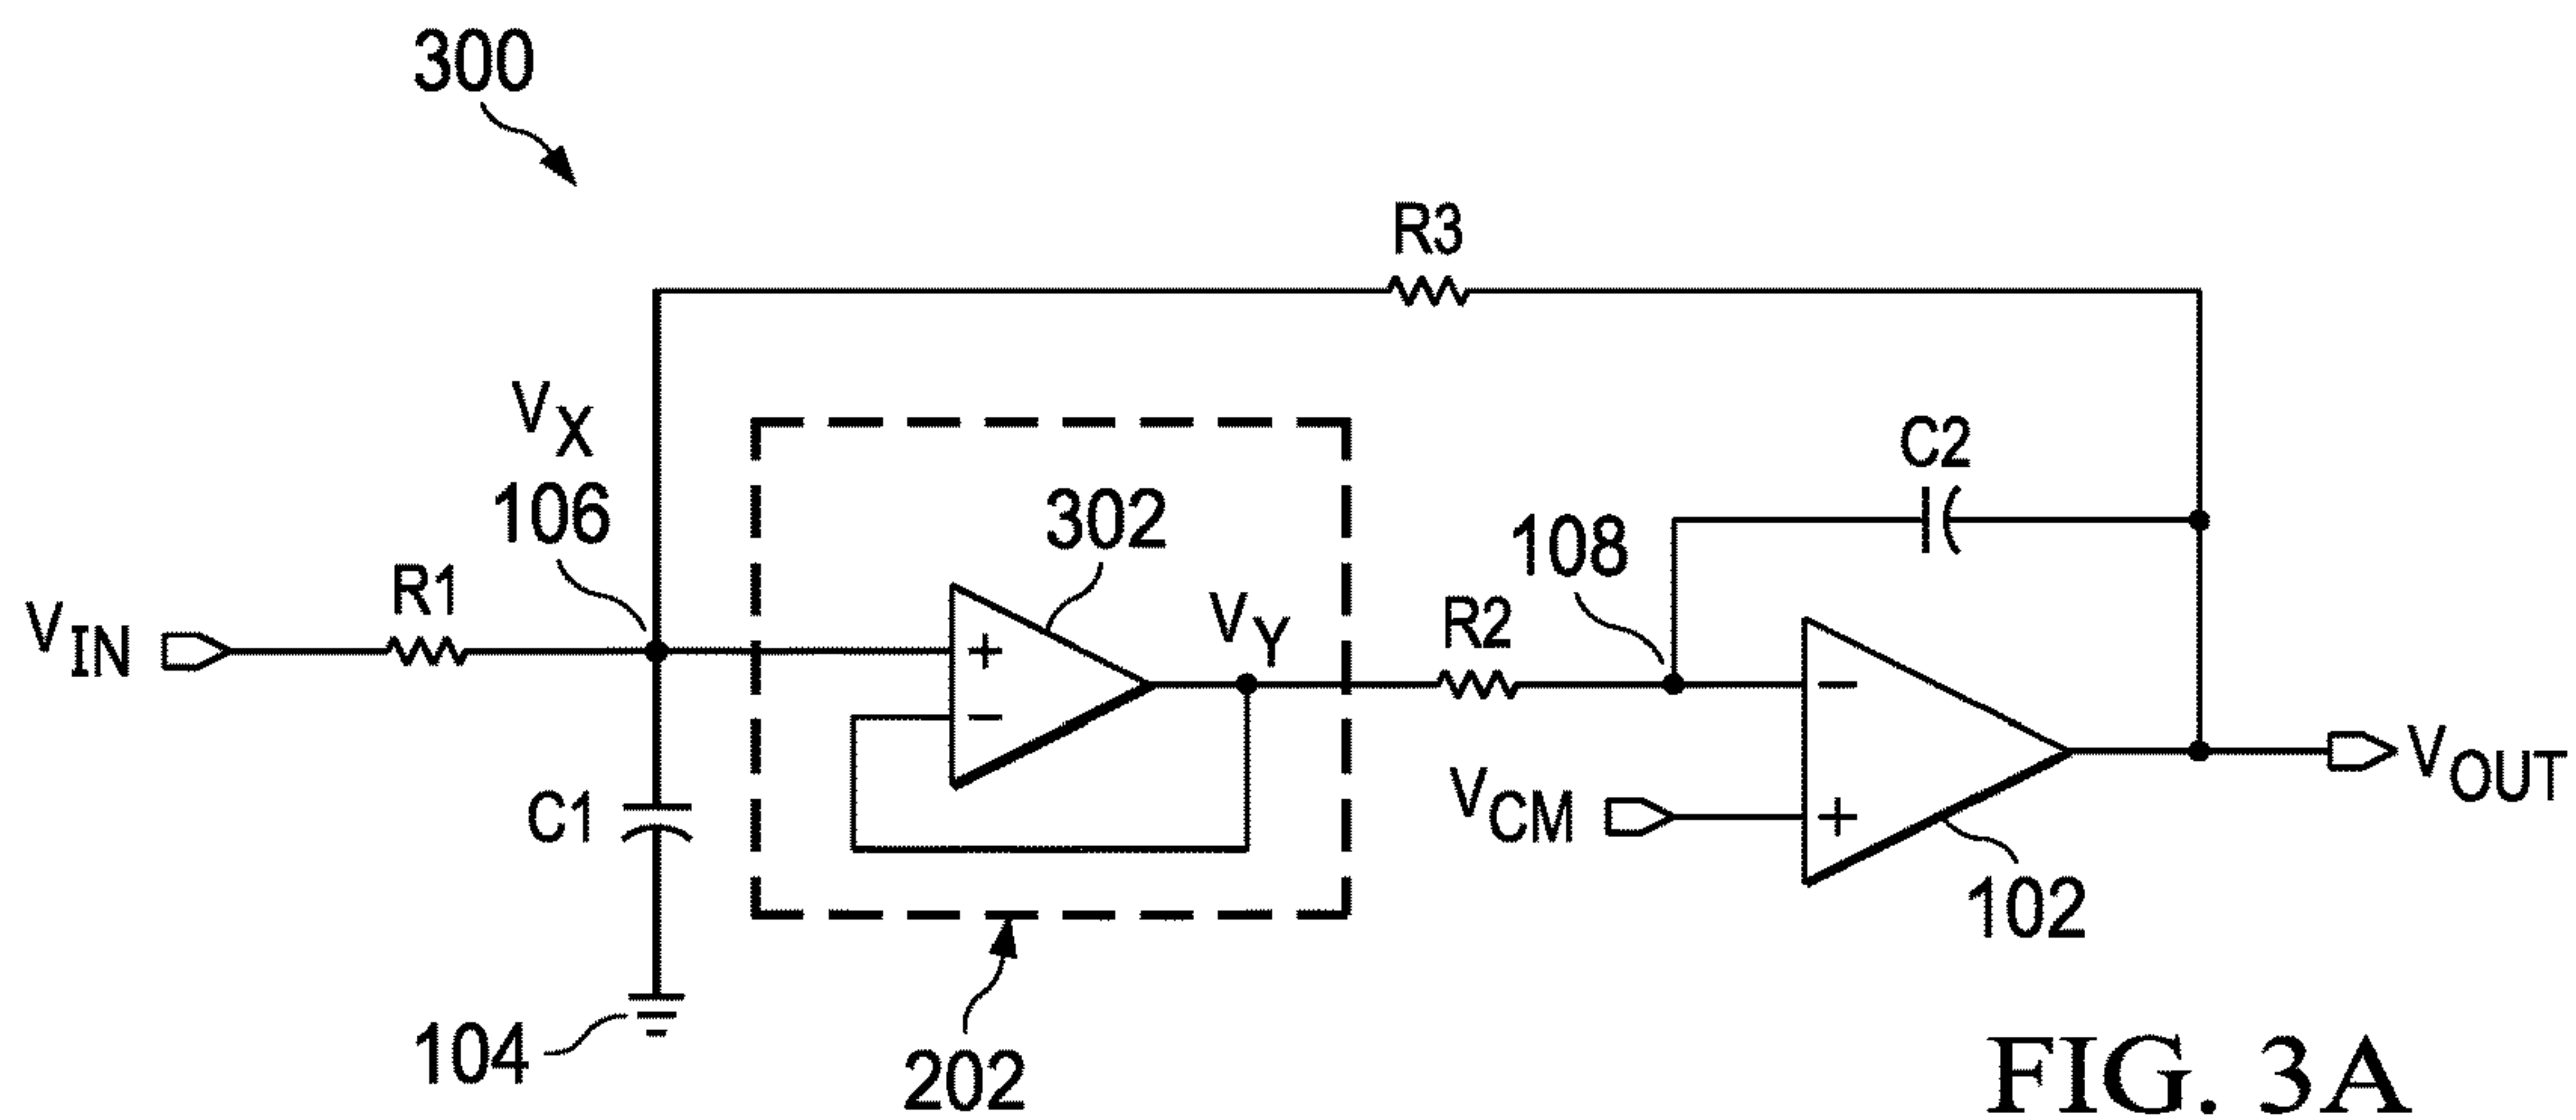 300
R3
VX
106
302
VY
108
C2
R1
R2
VIN
+
−
−
+
C1
VCM
VOUT
102
104
202
FIG. 3A